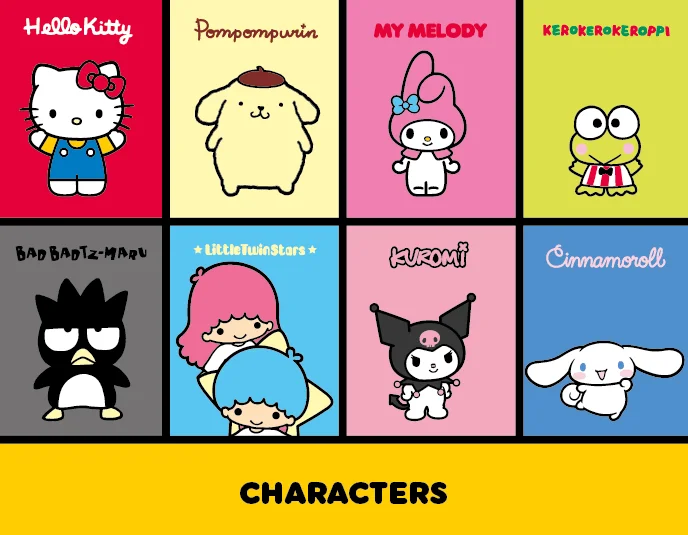 Hello Kitty
Pompompurin
MY MELODY
KEROKEROKEROPPI
BAD BADTZ-MARU
★ LittleTwinStars ★
KUROMi
Cinnamoroll
CHARACTERS